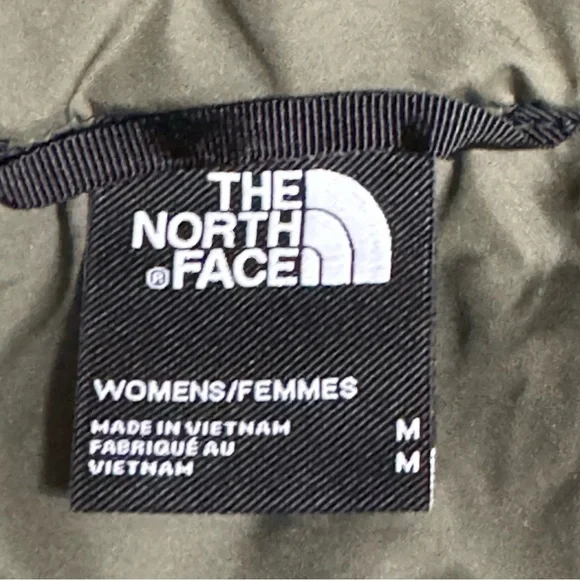 THE
NORTH
®FACE
WOMENS/FEMMES
MADE IN VIETNAM M
FABRIQUÉ AU
VIETNAM M